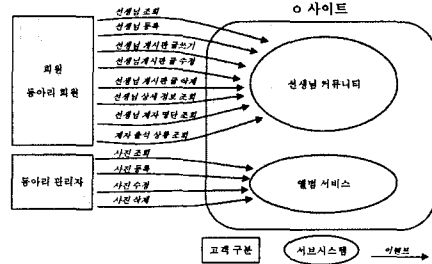 ○ 사이트
선생님 조회
선생님 등록
선생님 게시판 글쓰기
선생님게시판 글 수정
선생님 게시판 글 삭제
선생님 상세 정보 조회
선생님 제자 명단 조회
제자 출석 상황 조회
회원
동아리 회원
선생님 커뮤니티
사진 조회
사진 등록
사진 수정
사진 삭제
동아리 관리자
앨범 서비스
고객 구분
서브시스템
이벤트